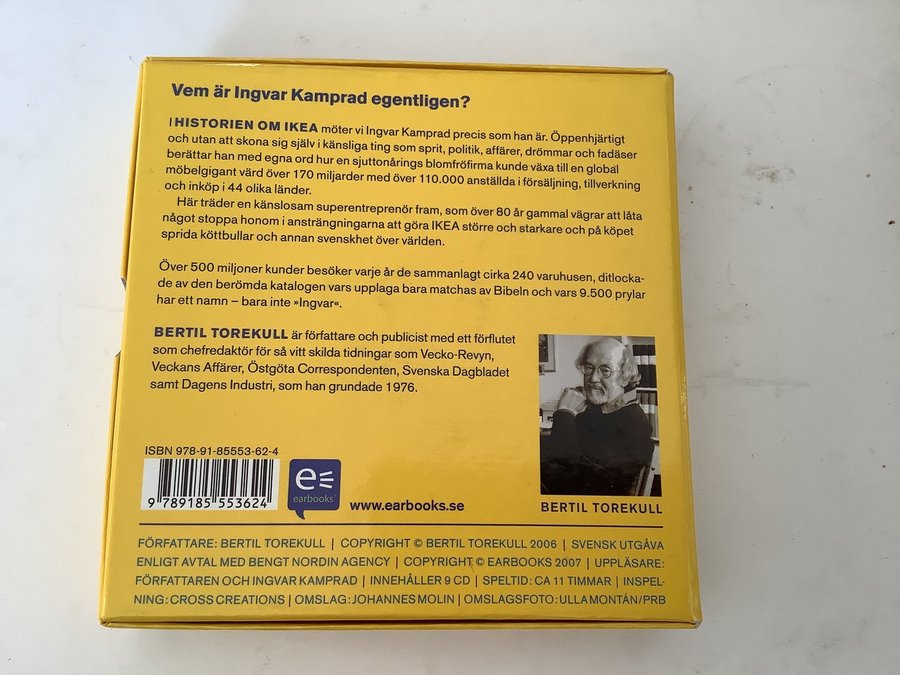 Vem är Ingvar Kamprad egentligen?
I HISTORIEN OM IKEA möter vi Ingvar Kamprad precis som han är. Öppenhjärtigt
och utan att skona sig själv i känsliga ting som sprit, politik, affärer, drömmar och fadäser
berättar han med egna ord hur en sjuttonårings blomfröfirma kunde växa till en global
möbelgigant värd över 170 miljarder med över 110.000 anställda i försäljning, tillverkning
och inköp i 44 olika länder.
Här träder en känslosam superentreprenör fram, som över 80 år gammal vägrar att låta
något stoppa honom i ansträngningarna att göra IKEA större och starkare och på köpet
sprida köttbullar och annan svenskhet över världen.
Över 500 miljoner kunder besöker varje år de sammanlagt cirka 240 varuhusen, ditlocka-
de av den berömda katalogen vars upplaga bara matchas av Bibeln och vars 9.500 prylar
har ett namn – bara inte »Ingvar«.
BERTIL TOREKULL är författare och publicist med ett förflutet
som chefredaktör för så vitt skilda tidningar som Vecko-Revyn,
Veckans Affärer, Östgöta Correspondenten, Svenska Dagbladet
samt Dagens Industri, som han grundade 1976.
ISBN 978-91-85553-62-4
9 789185 553624
e
earbooks®
www.earbooks.se
BERTIL TOREKULL
FÖRFATTARE: BERTIL TOREKULL | COPYRIGHT © BERTIL TOREKULL 2006 | SVENSK UTGÅVA
ENLIGT AVTAL MED BENGT NORDIN AGENCY | COPYRIGHT © EARBOOKS 2007 | UPPLÄSARE:
FÖRFATTAREN OCH INGVAR KAMPRAD | INNEHÅLLER 9 CD | SPELTID: CA 11 TIMMAR | INSPEL-
NING: CROSS CREATIONS | OMSLAG: JOHANNES MOLIN | OMSLAGSFOTO: ULLA MONTAN/PRB